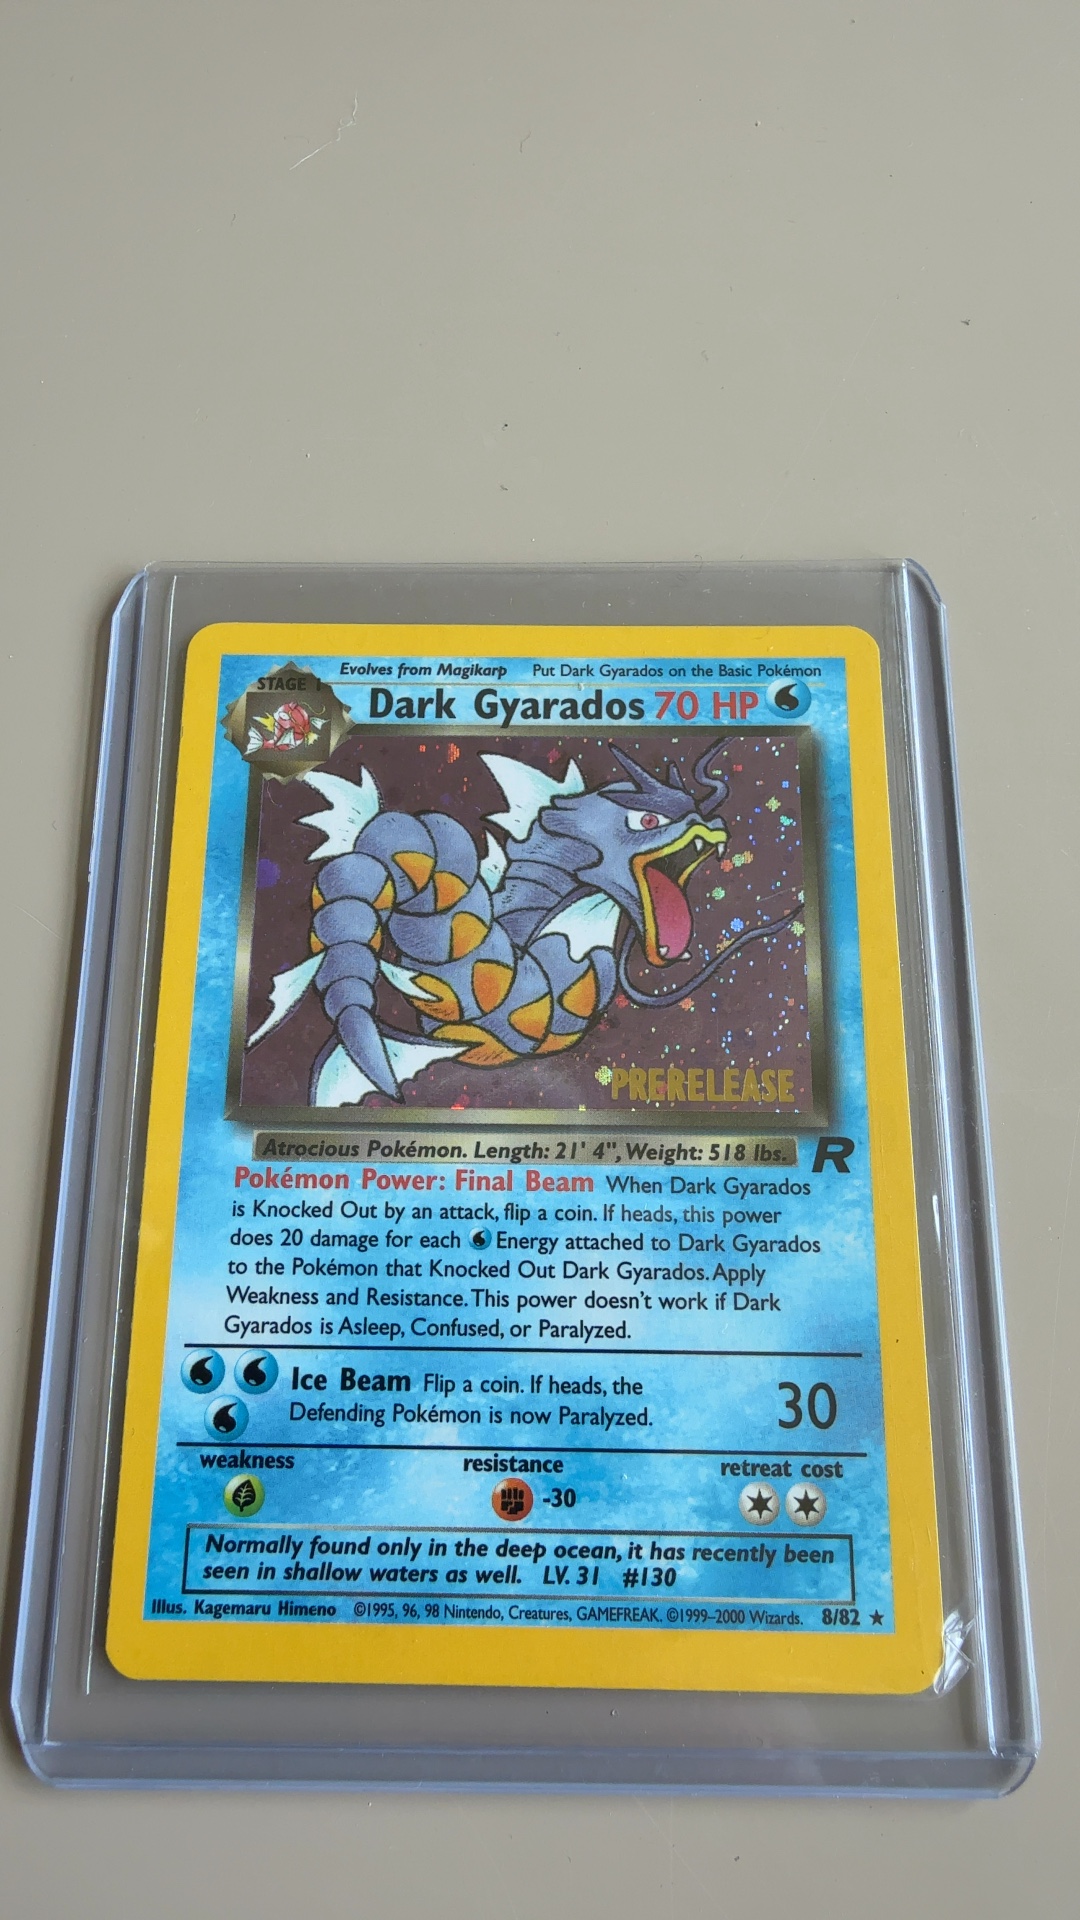 Evolves from Magikarp Put Dark Gyarados on the Basic Pokémon
STAGE 1
Dark Gyarados 70 HP
PRERELEASE
Atrocious Pokémon. Length: 21' 4", Weight: 518 lbs.
R
Pokémon Power: Final Beam When Dark Gyarados
is Knocked Out by an attack, flip a coin. If heads, this power
does 20 damage for each Energy attached to Dark Gyarados
to the Pokémon that Knocked Out Dark Gyarados. Apply
Weakness and Resistance. This power doesn't work if Dark
Gyarados is Asleep, Confused, or Paralyzed.
Ice Beam Flip a coin. If heads, the
Defending Pokémon is now Paralyzed.
30
weakness resistance retreat cost
-30
Normally found only in the deep ocean, it has recently been
seen in shallow waters as well. LV. 31 #130
Illus. Kagemaru Himeno ©1995, 96, 98 Nintendo, Creatures, GAMEFREAK. ©1999–2000 Wizards. 8/82 ★